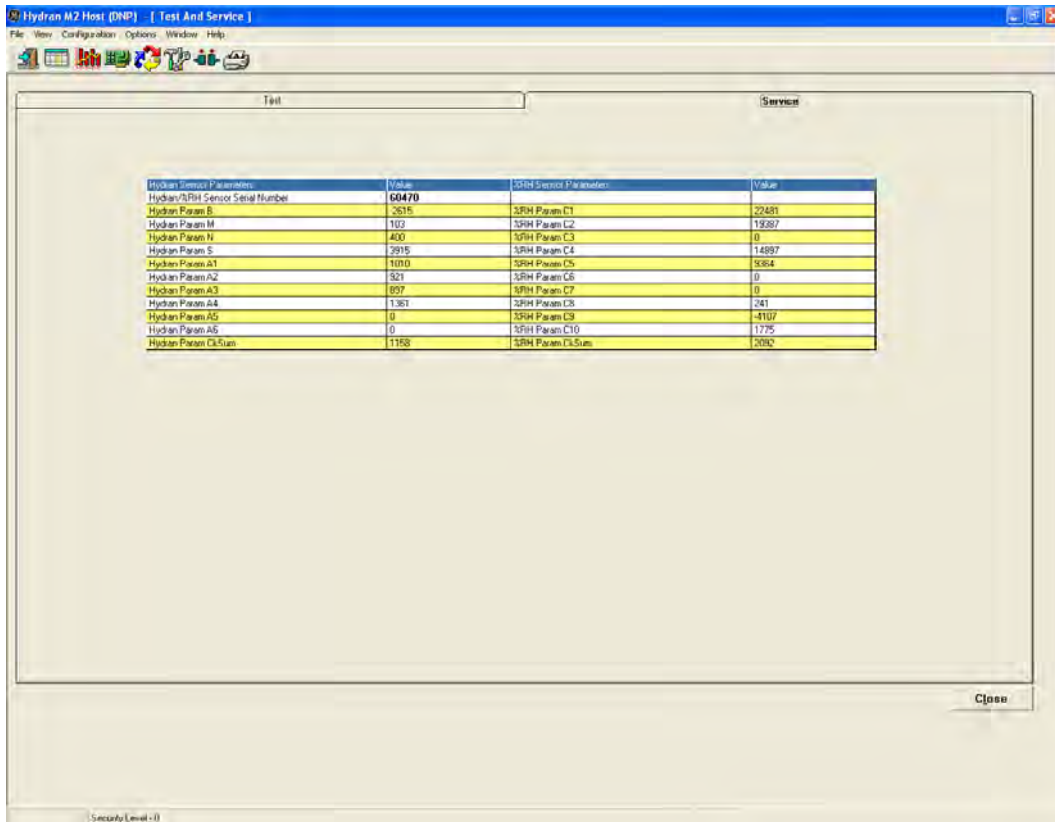 Hydran M2 Host (DNP) - [ Test And Service ]
File View Configuration Options Window Help
Test Service
Hydran Sensor Parameters Value %RH Sensor Parameters Value
Hydran/%RH Sensor Serial Number 60470
Hydran Param B -2615 %RH Param C1 22481
Hydran Param M 103 %RH Param C2 19387
Hydran Param N 400 %RH Param C3 0
Hydran Param S 3915 %RH Param C4 14897
Hydran Param A1 1010 %RH Param C5 9364
Hydran Param A2 921 %RH Param C6 0
Hydran Param A3 897 %RH Param C7 0
Hydran Param A4 1361 %RH Param C8 241
Hydran Param A5 0 %RH Param C9 -4107
Hydran Param A6 0 %RH Param C10 1775
Hydran Param CkSum 1158 %RH Param CkSum 2092
Close
Security Level - 0